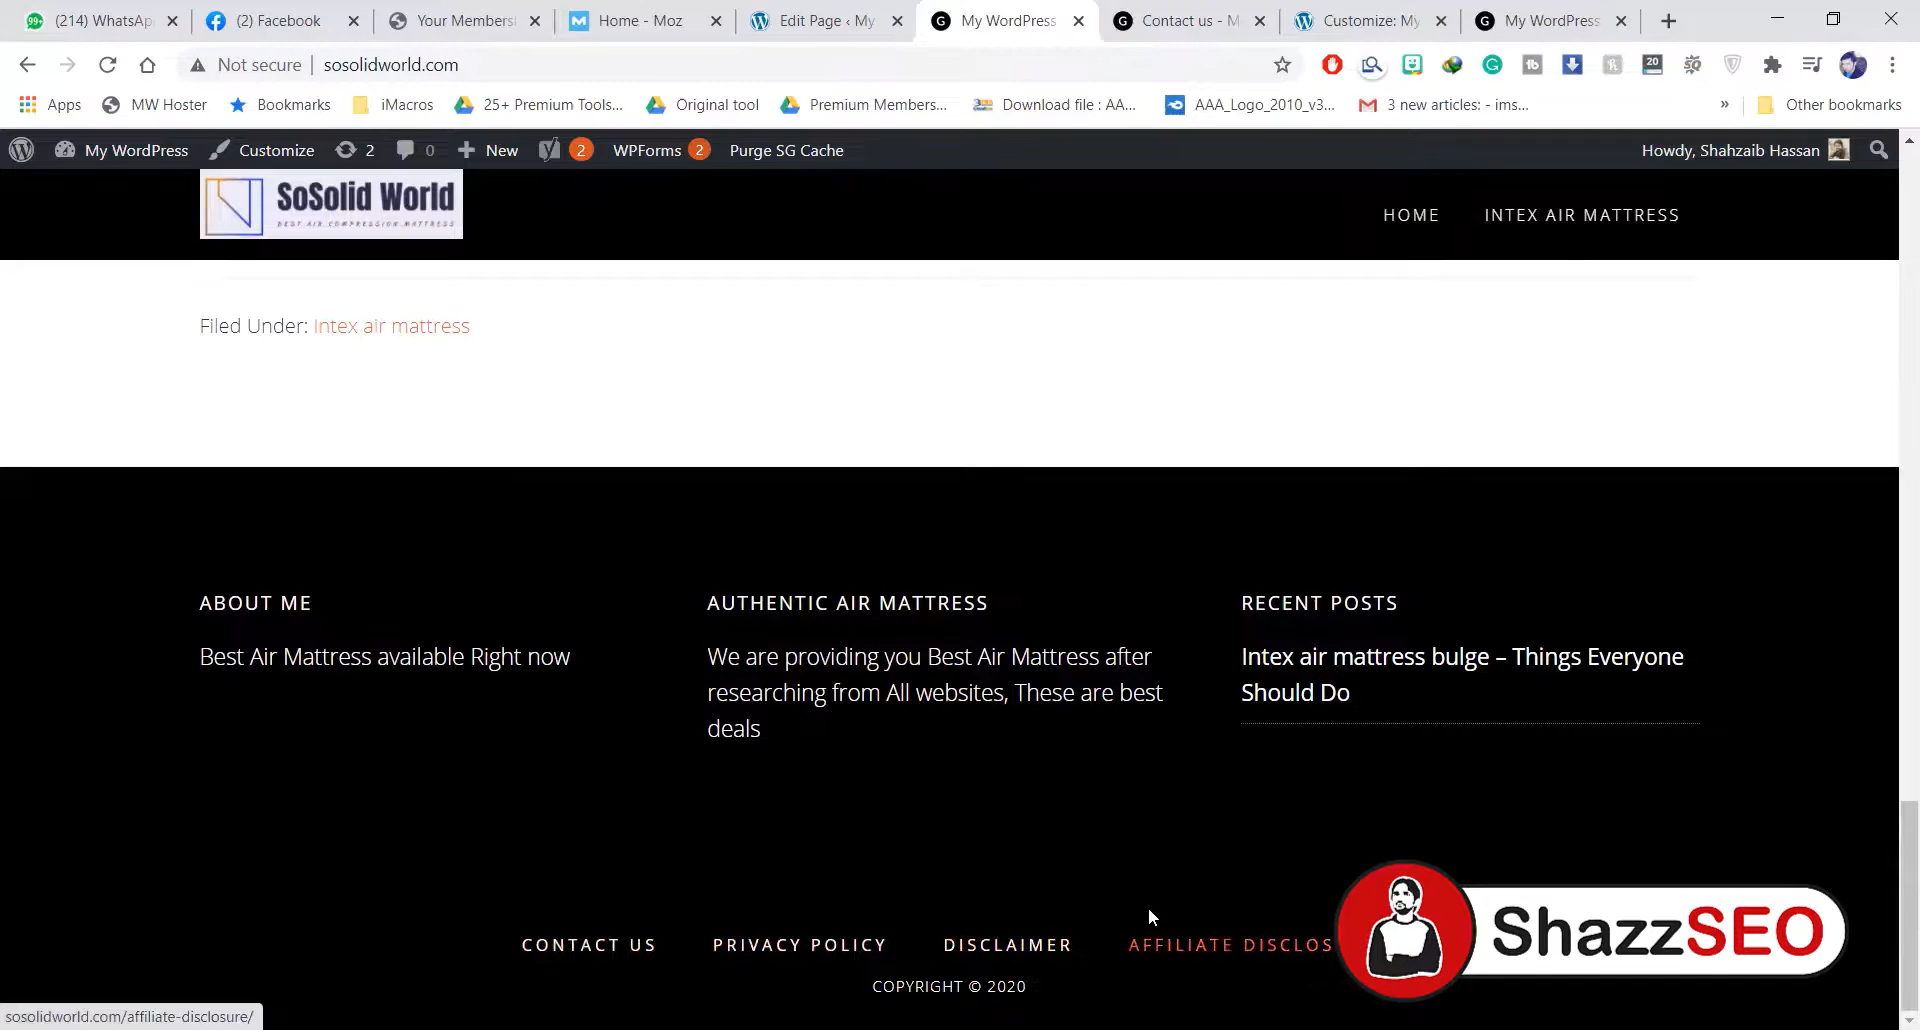 (214) WhatsAp
(2) Facebook
Your Members
Home - Moz
Edit Page ‹ My
My WordPress
Contact us - M
Customize: My
My WordPress
Not secure
sosolidworld.com
20
Apps
MW Hoster
Bookmarks
iMacros
25+ Premium Tools...
Original tool
Premium Members...
Download file : AA...
AAA_Logo_2010_v3...
3 new articles: - ims...
»
Other bookmarks
My WordPress
Customize
2
0
New
2
WPForms 2
Purge SG Cache
Howdy, Shahzaib Hassan
SoSolid World
BEST AIR COMPRESSION MATTRESS
HOME
INTEX AIR MATTRESS
Filed Under: Intex air mattress
ABOUT ME
Best Air Mattress available Right now
AUTHENTIC AIR MATTRESS
We are providing you Best Air Mattress after
researching from All websites, These are best
deals
RECENT POSTS
Intex air mattress bulge – Things Everyone
Should Do
CONTACT US
PRIVACY POLICY
DISCLAIMER
AFFILIATE DISCLOS
ShazzSEO
COPYRIGHT © 2020
sosolidworld.com/affiliate-disclosure/